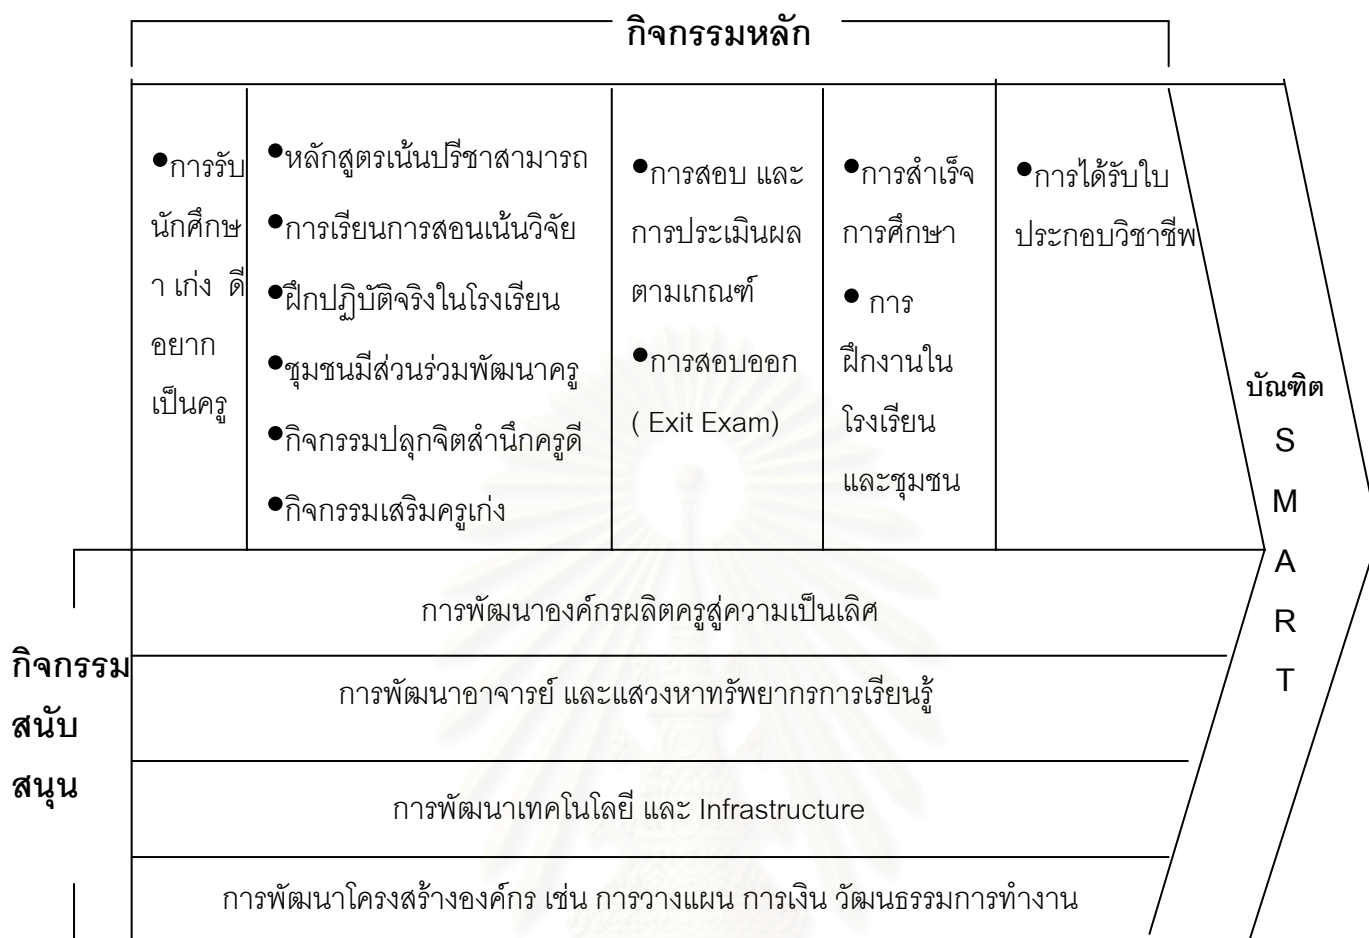 กิจกรรมหลัก
●การรับ
นักศึกษ
า เก่ง ดี
อยาก
เป็นครู
●หลักสูตรเน้นปรีชาสามารถ
●การเรียนการสอนเน้นวิจัย
●ฝึกปฏิบัติจริงในโรงเรียน
●ชุมชนมีส่วนร่วมพัฒนาครู
●กิจกรรมปลุกจิตสำนึกครูดี
●กิจกรรมเสริมครูเก่ง
●การสอบ และ
การประเมินผล
ตามเกณฑ์
●การสอบออก
( Exit Exam)
●การสำเร็จ
การศึกษา
● การ
ฝึกงานใน
โรงเรียน
และชุมชน
●การได้รับใบ
ประกอบวิชาชีพ
บัณฑิต
S
M
A
R
T
กิจกรรม
สนับ
สนุน
การพัฒนาองค์กรผลิตครูสู่ความเป็นเลิศ
การพัฒนาอาจารย์ และแสวงหาทรัพยากรการเรียนรู้
การพัฒนาเทคโนโลยี และ Infrastructure
การพัฒนาโครงสร้างองค์กร เช่น การวางแผน การเงิน วัฒนธรรมการทำงาน